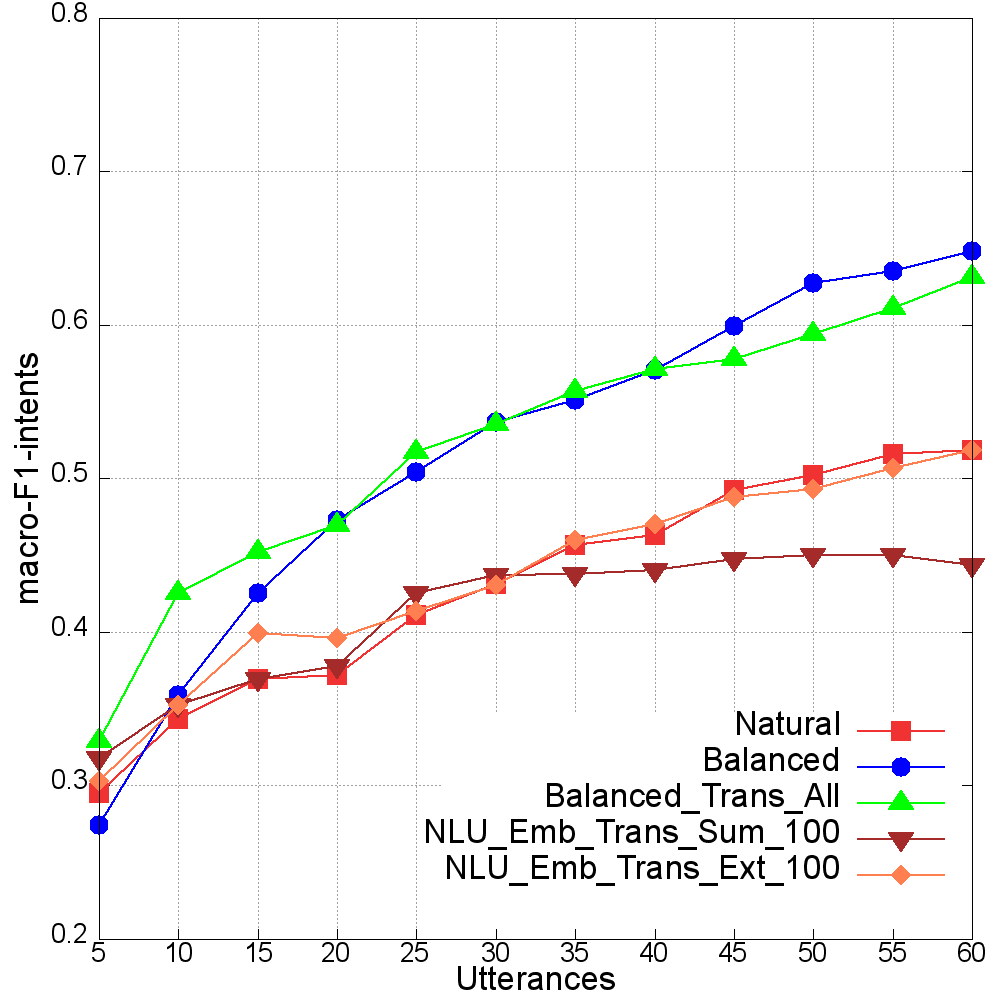 0.8
0.7
0.6
0.5
0.4
0.3
0.2
macro-F1-intents
Natural
Balanced
Balanced_Trans_All
NLU_Emb_Trans_Sum_100
NLU_Emb_Trans_Ext_100
5 10 15 20 25 30 35 40 45 50 55 60
Utterances